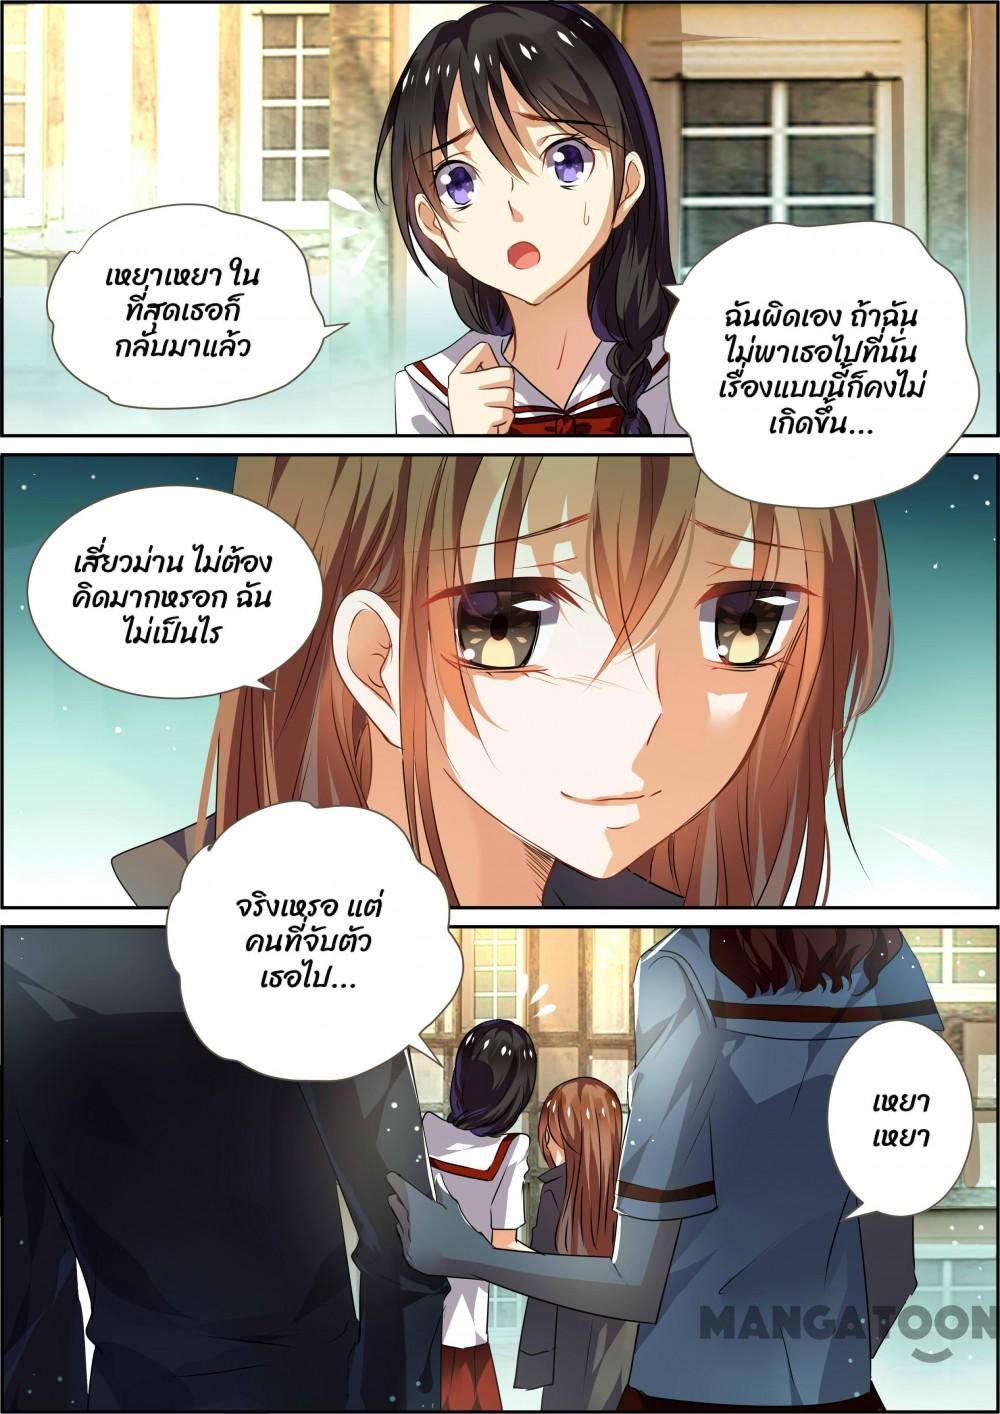 เหยาเหยา ใน
ที่สุดเธอก็
กลับมาแล้ว
ฉันผิดเอง ถ้าฉัน
ไม่พาเธอไปที่นั่น
เรื่องแบบนี้ก็คงไม่
เกิดขึ้น...
เสี่ยวม่าน ไม่ต้อง
คิดมากหรอก ฉัน
ไม่เป็นไร
จริงเหรอ แต่
คนที่จับตัว
เธอไป...
เหยา
เหยา
MANGATOON